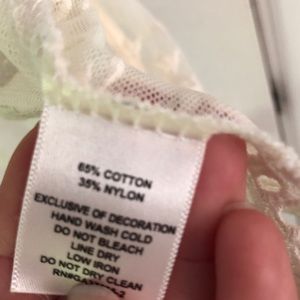 65% COTTON
35% NYLON
EXCLUSIVE OF DECORATION
HAND WASH COLD
DO NOT BLEACH
LINE DRY
LOW IRON
DO NOT DRY CLEAN